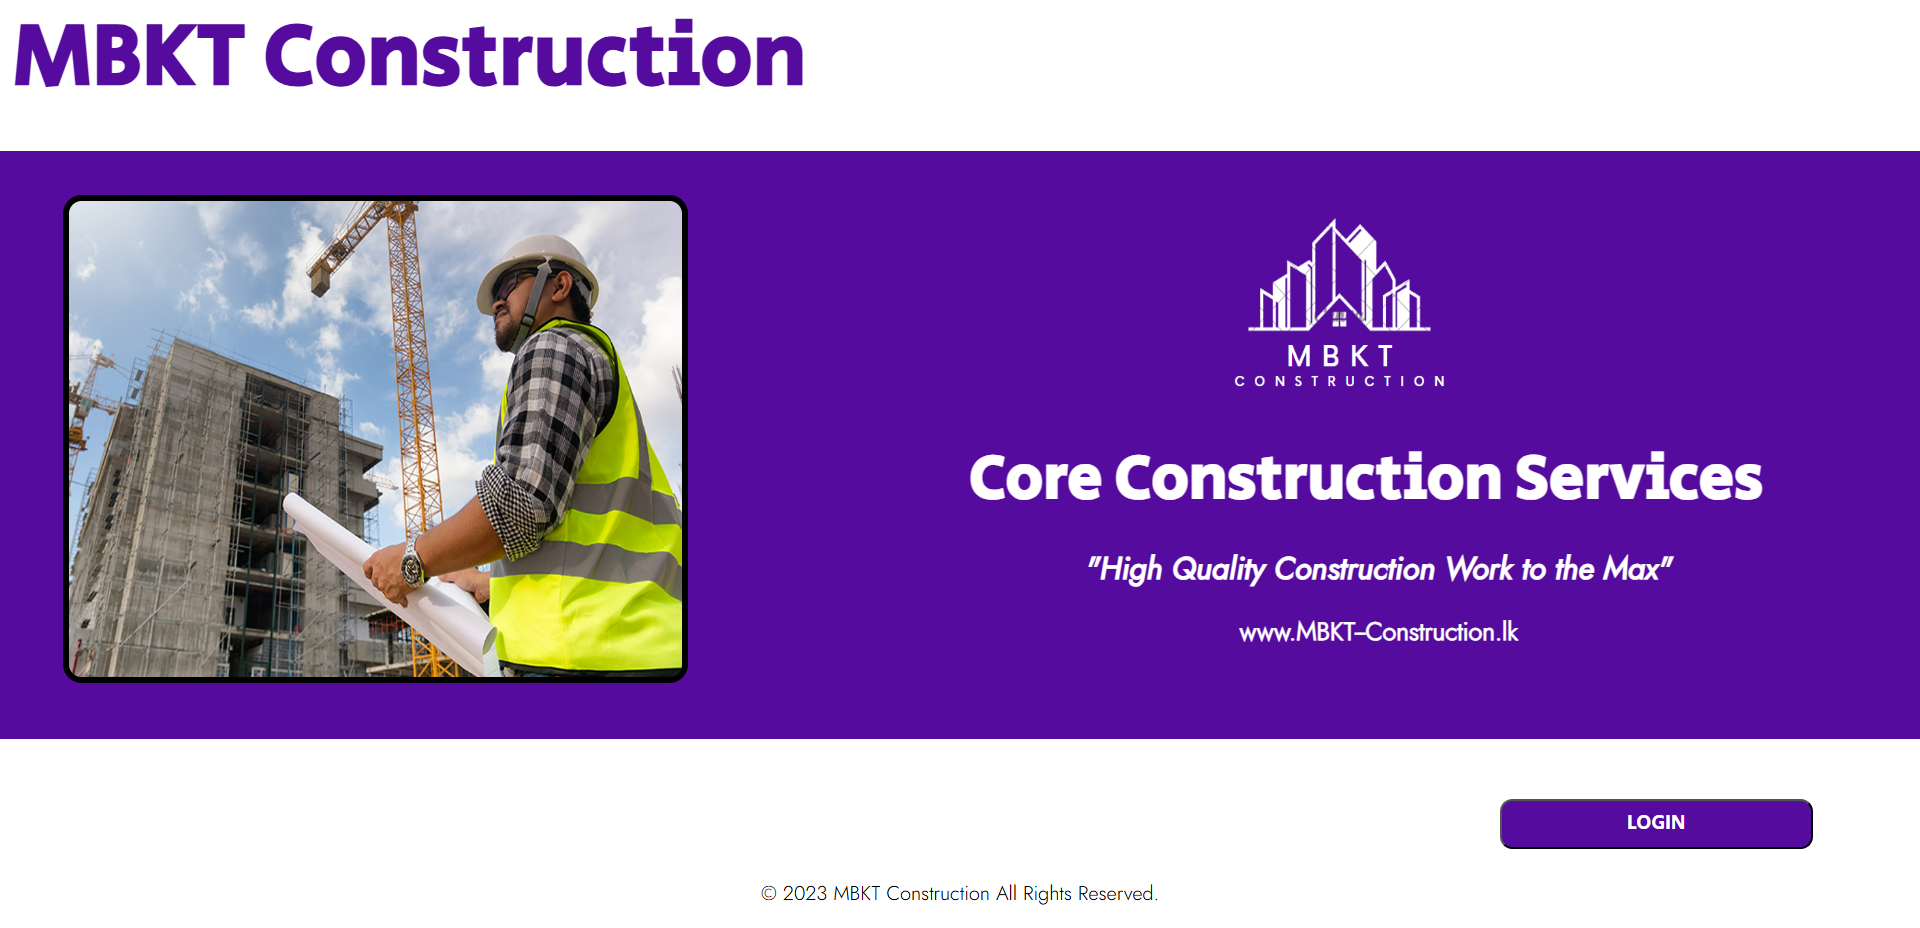 MBKT Construction
MBKT
CONSTRUCTION
Core Construction Services
"High Quality Construction Work to the Max"
www.MBKT-Construction.lk
LOGIN
© 2023 MBKT Construction All Rights Reserved.